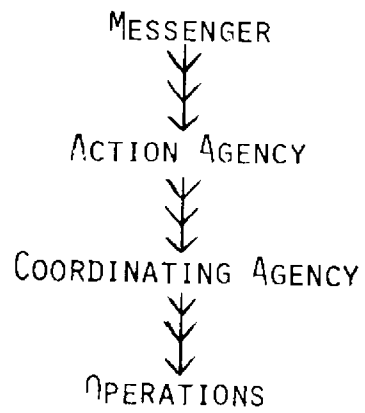 MESSENGER
ACTION AGENCY
COORDINATING AGENCY
OPERATIONS